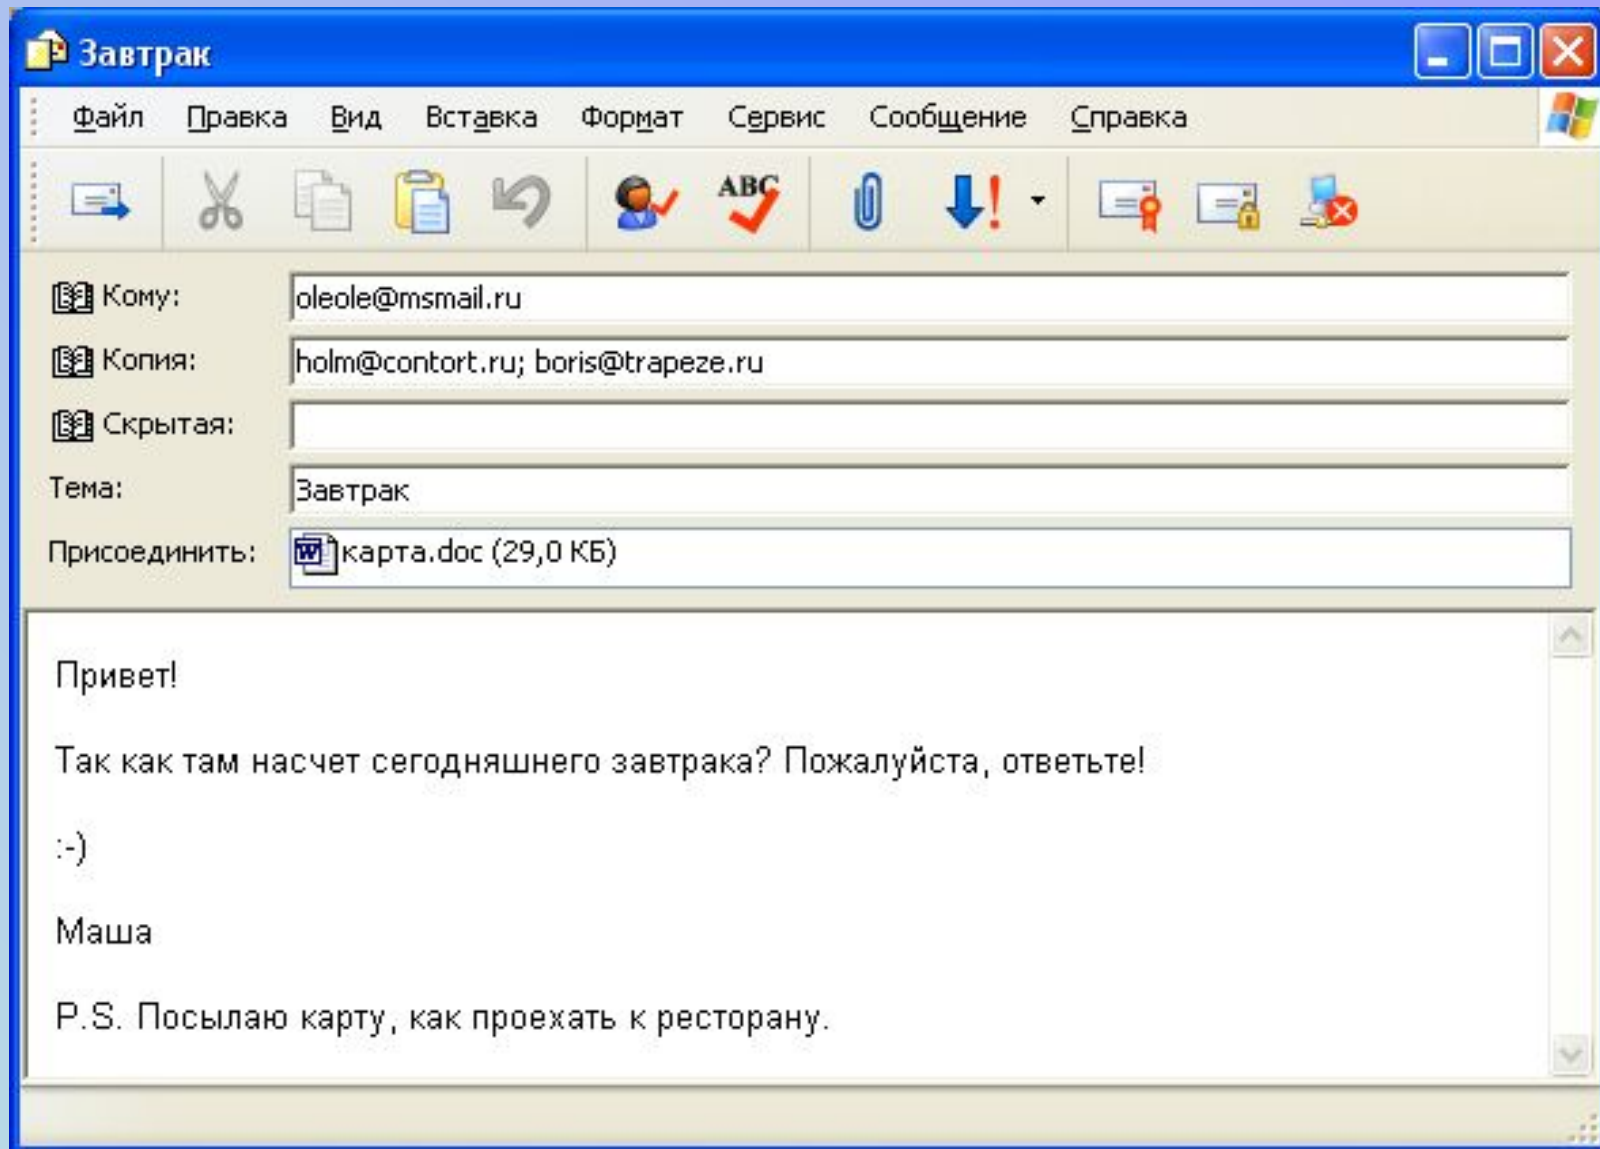 Завтрак
Файл Правка Вид Вставка Формат Сервис Сообщение Справка
ABC
Кому: oleole@msmail.ru
Копия: holm@contort.ru; boris@trapeze.ru
Скрытая:
Тема: Завтрак
Присоединить: карта.doc (29,0 КБ)
Привет!
Так как там насчет сегодняшнего завтрака? Пожалуйста, ответьте!
:-)
Маша
P.S. Посылаю карту, как проехать к ресторану.